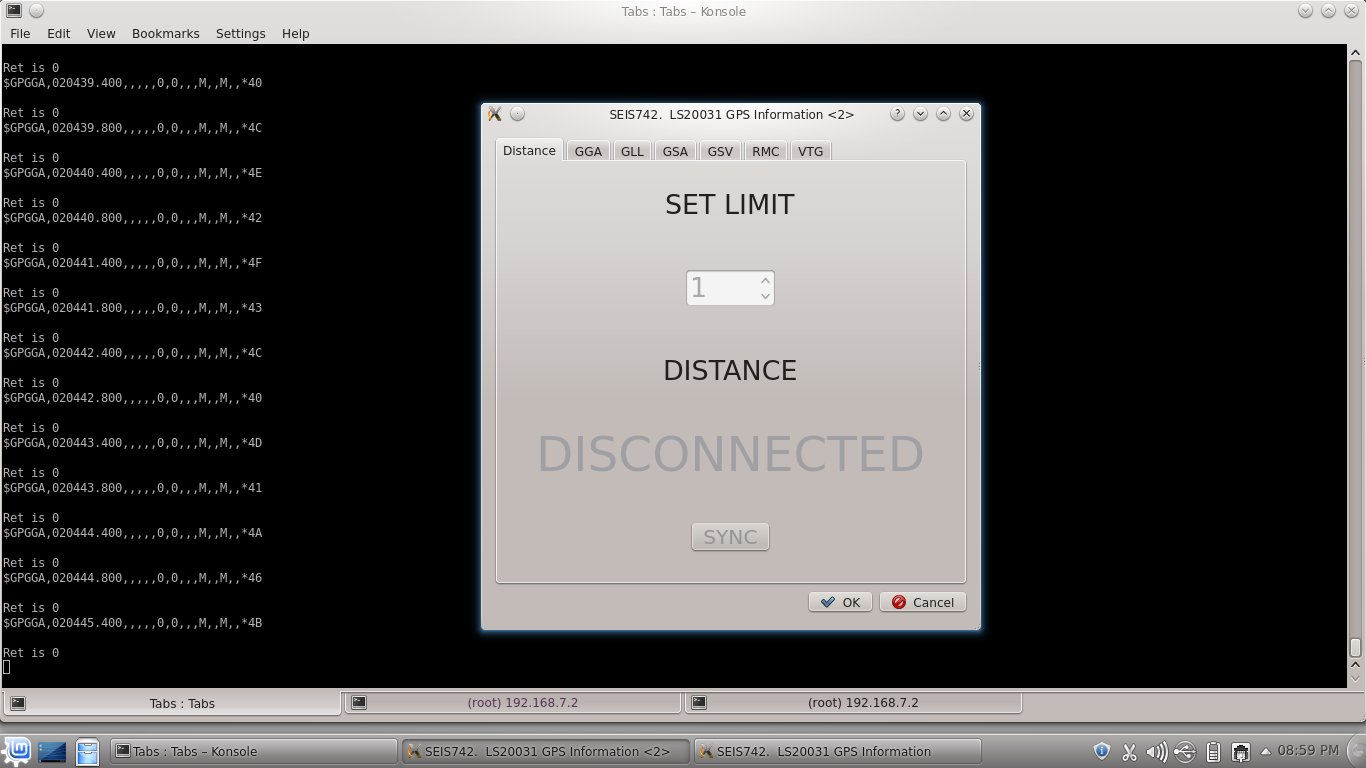 Tabs : Tabs – Konsole
File Edit View Bookmarks Settings Help
Ret is 0
$GPGGA,020439.400,,,,,0,0,,,M,,M,,*40
Ret is 0
$GPGGA,020439.800,,,,,0,0,,,M,,M,,*4C
Ret is 0
$GPGGA,020440.400,,,,,0,0,,,M,,M,,*4E
Ret is 0
$GPGGA,020440.800,,,,,0,0,,,M,,M,,*42
Ret is 0
$GPGGA,020441.400,,,,,0,0,,,M,,M,,*4F
Ret is 0
$GPGGA,020441.800,,,,,0,0,,,M,,M,,*43
Ret is 0
$GPGGA,020442.400,,,,,0,0,,,M,,M,,*4C
Ret is 0
$GPGGA,020442.800,,,,,0,0,,,M,,M,,*40
Ret is 0
$GPGGA,020443.400,,,,,0,0,,,M,,M,,*4D
Ret is 0
$GPGGA,020443.800,,,,,0,0,,,M,,M,,*41
Ret is 0
$GPGGA,020444.400,,,,,0,0,,,M,,M,,*4A
Ret is 0
$GPGGA,020444.800,,,,,0,0,,,M,,M,,*46
Ret is 0
$GPGGA,020445.400,,,,,0,0,,,M,,M,,*4B
Ret is 0
SEIS742. LS20031 GPS Information <2>
Distance GGA GLL GSA GSV RMC VTG
SET LIMIT
1
DISTANCE
DISCONNECTED
SYNC
OK Cancel
Tabs : Tabs (root) 192.168.7.2 (root) 192.168.7.2
Tabs : Tabs – Konsole SEIS742. LS20031 GPS Information <2> SEIS742. LS20031 GPS Information 08:59 PM